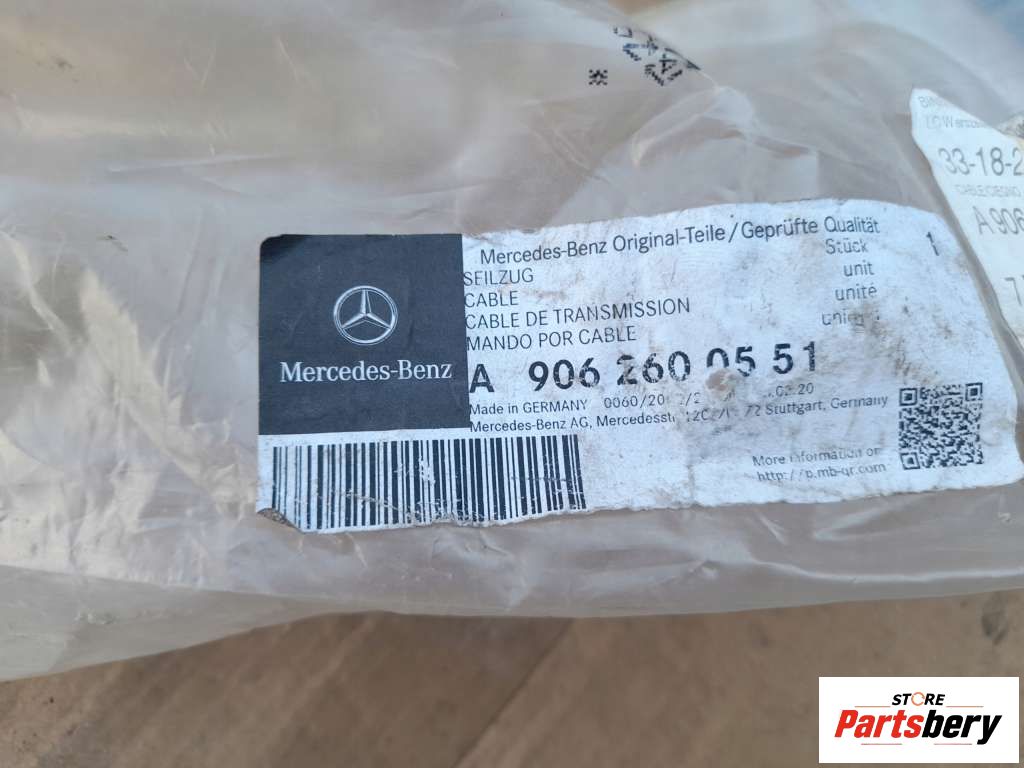 Mercedes-Benz Original-Teile/Geprüfte Qualität
SEILZUG Stück 1
CABLE unit
CABLE DE TRANSMISSION unité
MANDO POR CABLE
Mercedes-Benz
A 906 260 05 51
Made in GERMANY
Mercedes-Benz AG, Stuttgart, Germany
More information on
http://p.mb-qr.com
33-18-2
A 906
7
STORE
Partsbery